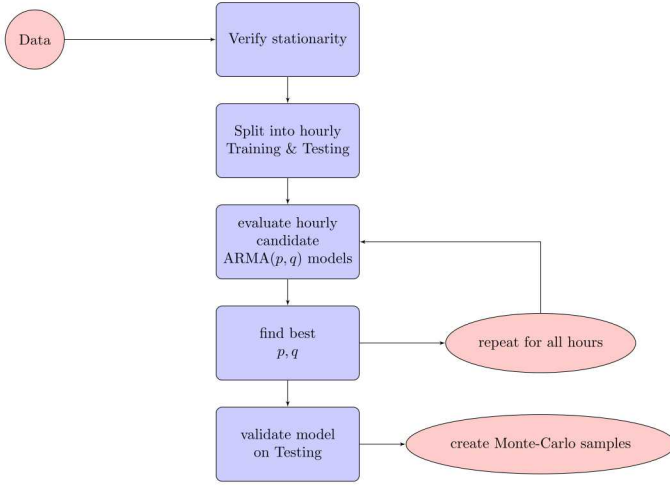 Data
Verify stationarity
Split into hourly
Training & Testing
evaluate hourly
candidate
ARMA(p, q) models
find best
p, q
repeat for all hours
validate model
on Testing
create Monte-Carlo samples